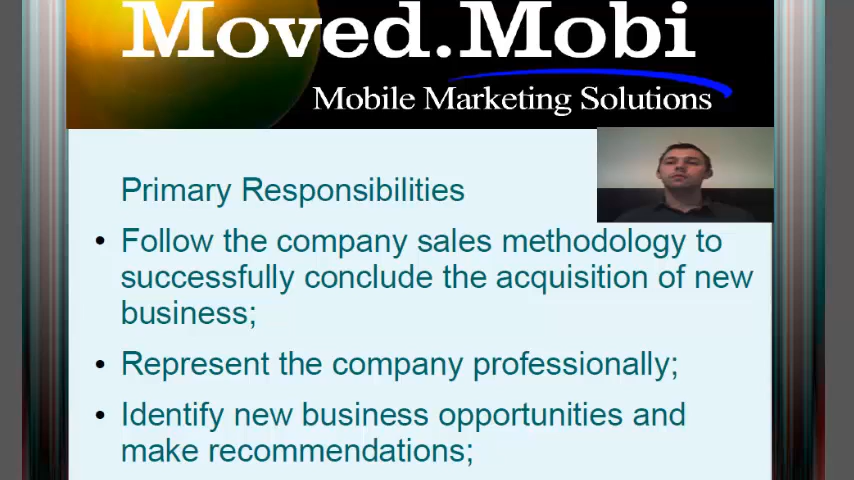 Moved.Mobi
Mobile Marketing Solutions
Primary Responsibilities
• Follow the company sales methodology to
successfully conclude the acquisition of new
business;
• Represent the company professionally;
• Identify new business opportunities and
make recommendations;